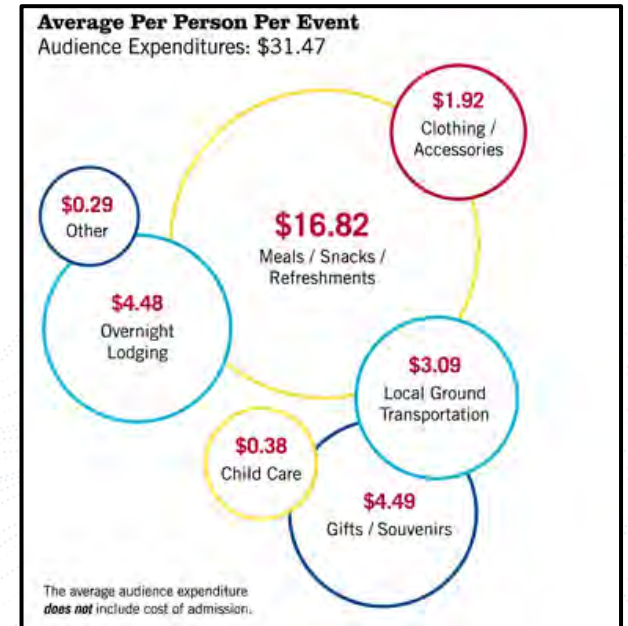 Average Per Person Per Event
Audience Expenditures: $31.47
$1.92
Clothing /
Accessories
$0.29
Other
$16.82
Meals / Snacks /
Refreshments
$4.48
Overnight
Lodging
$3.09
Local Ground
Transportation
$0.38
Child Care
$4.49
Gifts / Souvenirs
The average audience expenditure
does not include cost of admission.